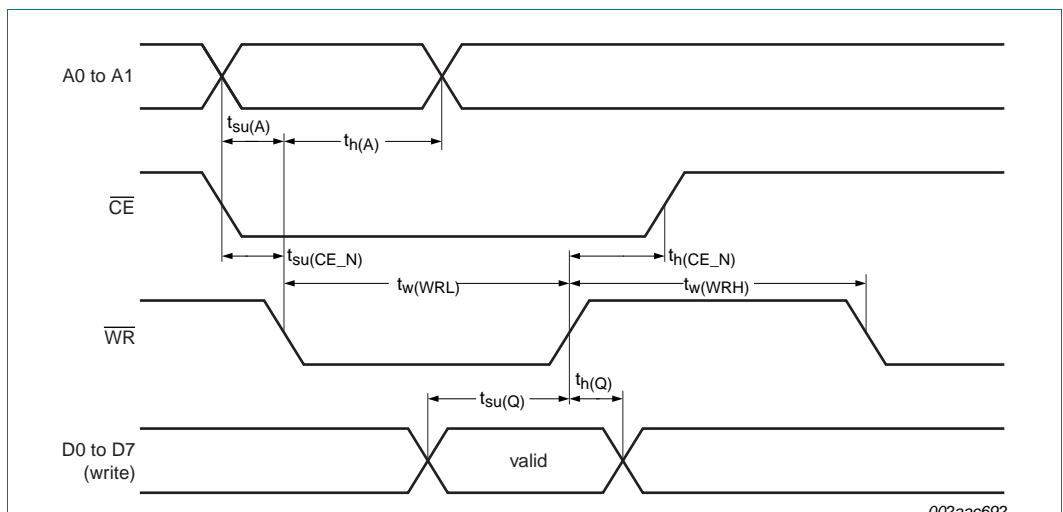 A0 to A1
tsu(A)
th(A)
CE
tsu(CE_N)
th(CE_N)
tw(WRL)
tw(WRH)
WR
tsu(Q)
th(Q)
D0 to D7
(write)
valid
002aac692